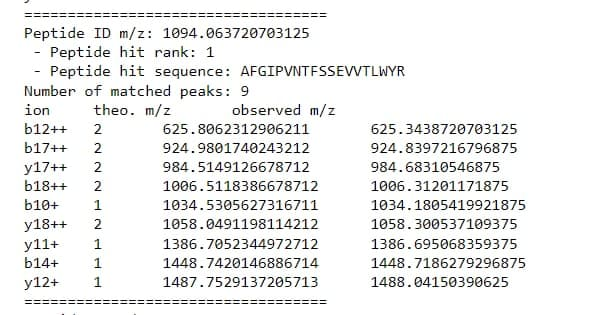 ===================================
Peptide ID m/z: 1094.063720703125
- Peptide hit rank: 1
- Peptide hit sequence: AFGIPVNTFSSEVVTLWYR
Number of matched peaks: 9
ion theo. m/z observed m/z
b12++ 2 625.8062312906211 625.3438720703125
b17++ 2 924.9801740243212 924.8397216796875
y17++ 2 984.5149126678712 984.68310546875
b18++ 2 1006.5118386678712 1006.31201171875
b10+ 1 1034.5305627316711 1034.1805419921875
y18++ 2 1058.0491198114212 1058.300537109375
y11+ 1 1386.7052344972712 1386.695068359375
b14+ 1 1448.7420146886714 1448.7186279296875
y12+ 1 1487.7529137205713 1488.04150390625
===================================